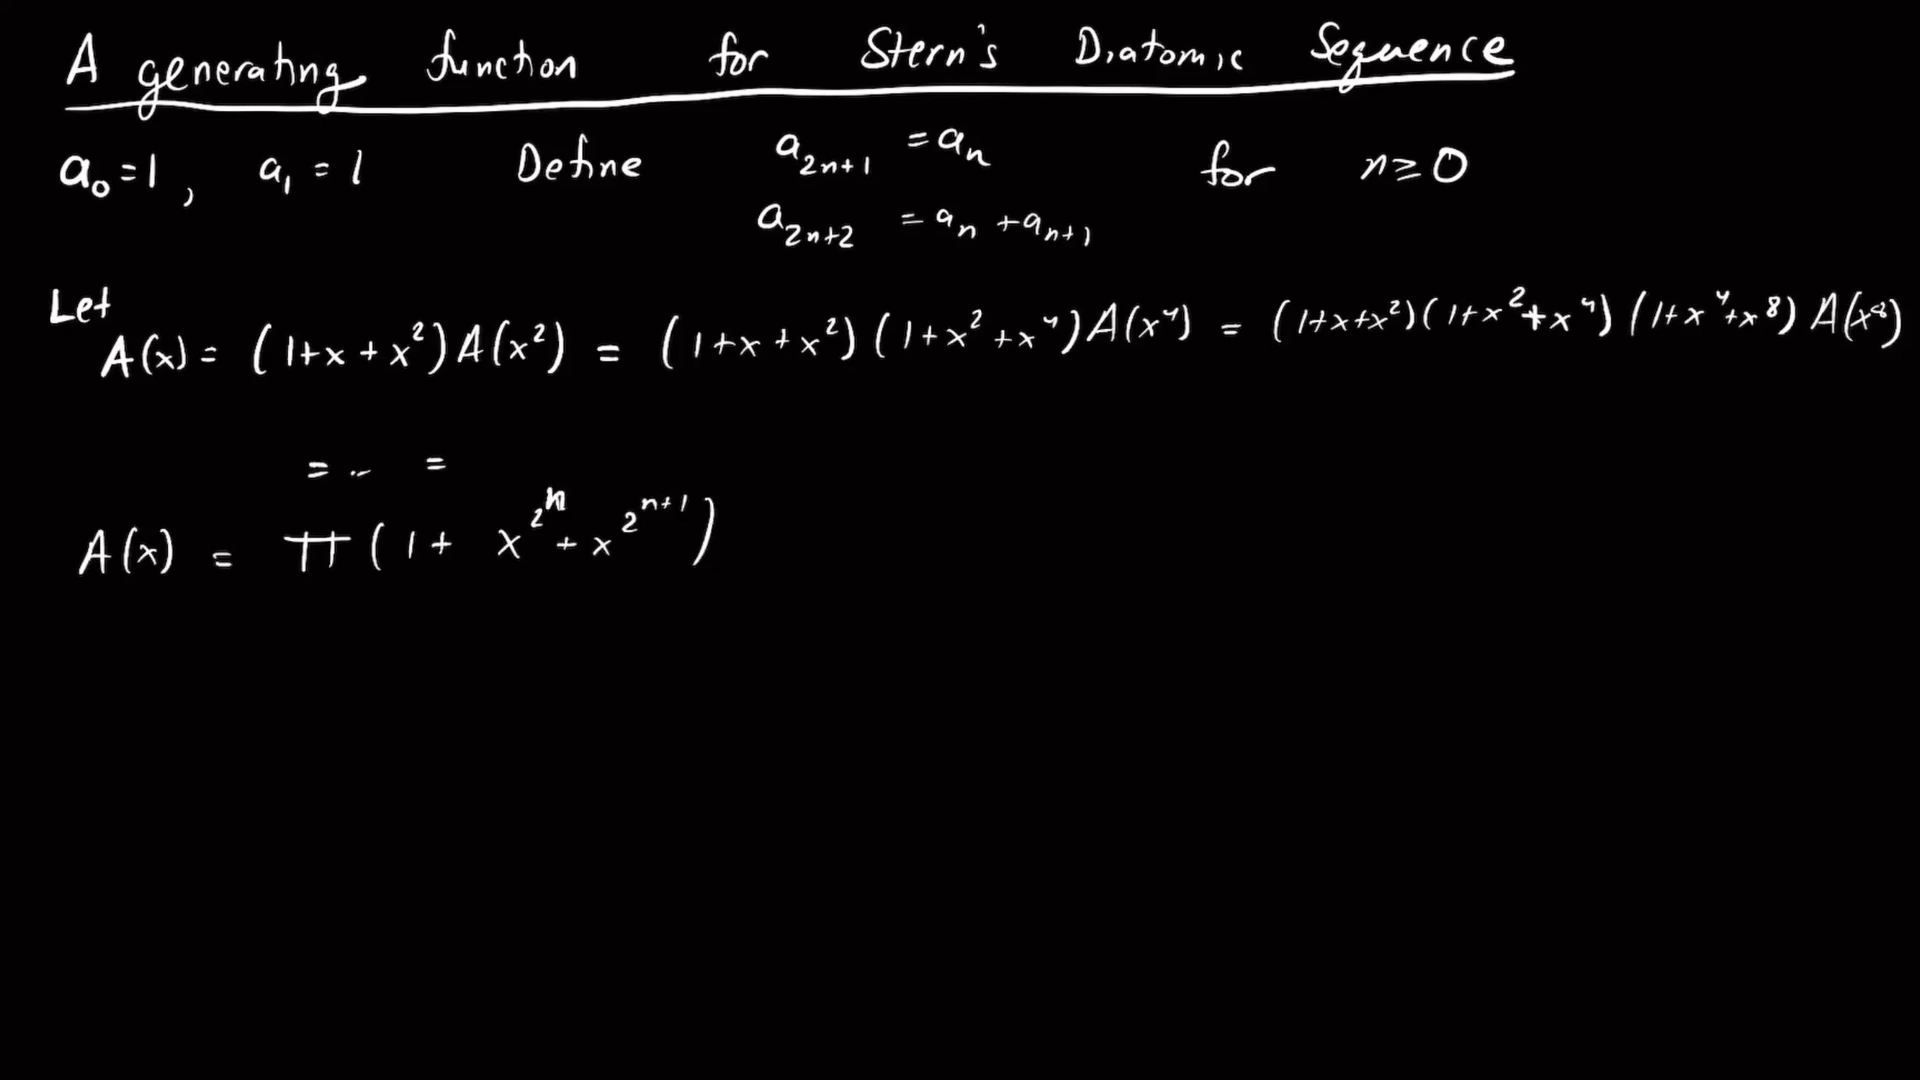 A generating function for Stern's Diatomic Sequence
a₀ = 1, a₁ = 1 Define a₂ₙ₊₁ = aₙ for n ≥ 0
a₂ₙ₊₂ = aₙ + aₙ₊₁
Let
A(x) = (1+x+x²)A(x²) = (1+x+x²)(1+x²+x⁴)A(x⁴) = (1+x+x²)(1+x²+x⁴)(1+x⁴+x⁸)A(x⁸)
= .. =
A(x) = π(1+ x^{2^n} + x^{2^{n+1}})